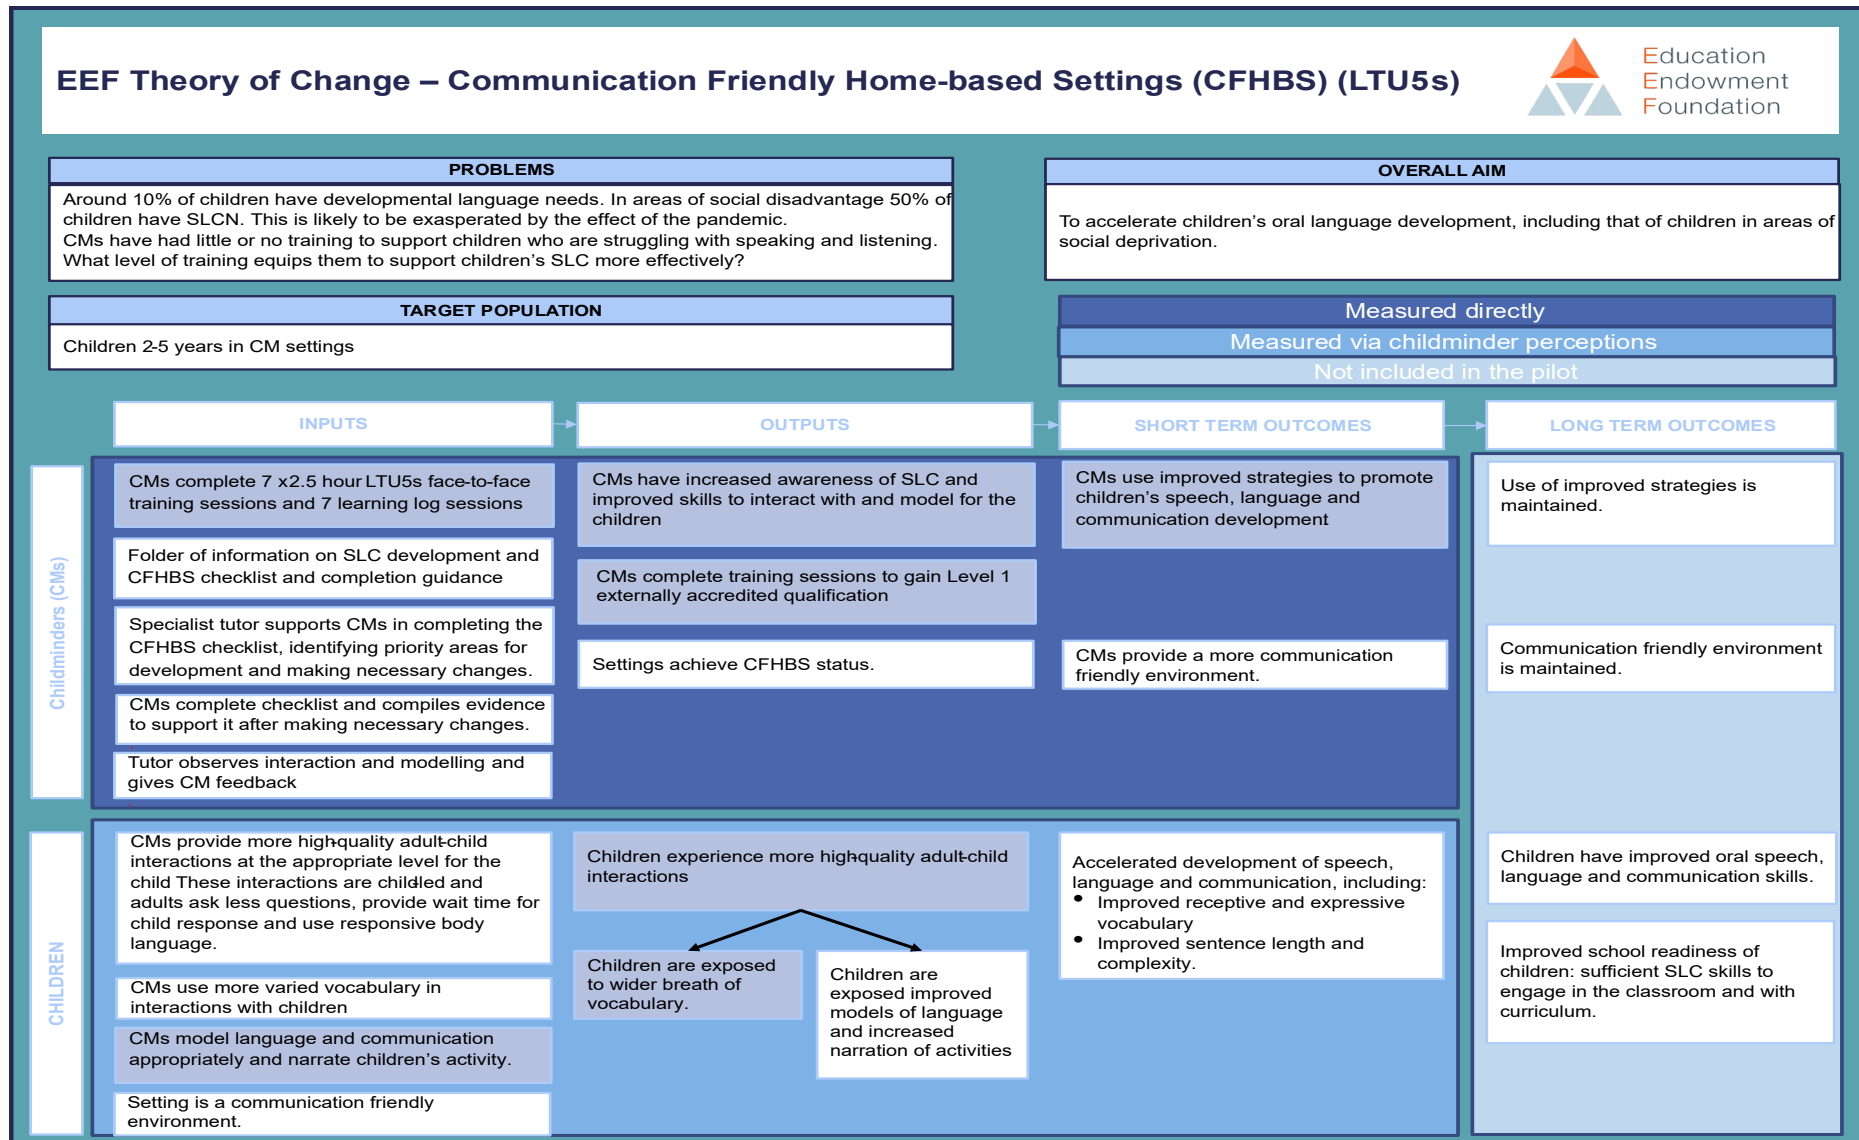 EEF Theory of Change – Communication Friendly Home-based Settings (CFHBS) (LTU5s)
Education
Endowment
Foundation
PROBLEMS
Around 10% of children have developmental language needs. In areas of social disadvantage 50% of
children have SLCN. This is likely to be exasperated by the effect of the pandemic.
CMs have had little or no training to support children who are struggling with speaking and listening.
What level of training equips them to support children's SLC more effectively?
OVERALL AIM
To accelerate children's oral language development, including that of children in areas of
social deprivation.
TARGET POPULATION
Children 2-5 years in CM settings
Measured directly
Measured via childminder perceptions
Not included in the pilot
INPUTS
OUTPUTS
SHORT TERM OUTCOMES
LONG TERM OUTCOMES
Childminders (CMs)
CMs complete 7 x2.5 hour LTU5s face-to-face
training sessions and 7 learning log sessions
Folder of information on SLC development and
CFHBS checklist and completion guidance
Specialist tutor supports CMs in completing the
CFHBS checklist, identifying priority areas for
development and making necessary changes.
CMs complete checklist and compiles evidence
to support it after making necessary changes.
Tutor observes interaction and modelling and
gives CM feedback
CMs have increased awareness of SLC and
improved skills to interact with and model for the
children
CMs complete training sessions to gain Level 1
externally accredited qualification
Settings achieve CFHBS status.
CMs use improved strategies to promote
children's speech, language and
communication development
CMs provide a more communication
friendly environment.
Use of improved strategies is
maintained.
Communication friendly environment
is maintained.
CHILDREN
CMs provide more high-quality adult-child
interactions at the appropriate level for the
child These interactions are child-led and
adults ask less questions, provide wait time for
child response and use responsive body
language.
CMs use more varied vocabulary in
interactions with children
CMs model language and communication
appropriately and narrate children's activity.
Setting is a communication friendly
environment.
Children experience more high-quality adult-child
interactions
Children are exposed
to wider breath of
vocabulary.
Children are
exposed improved
models of language
and increased
narration of activities
Accelerated development of speech,
language and communication, including:
• Improved receptive and expressive
vocabulary
• Improved sentence length and
complexity.
Children have improved oral speech,
language and communication skills.
Improved school readiness of
children: sufficient SLC skills to
engage in the classroom and with
curriculum.